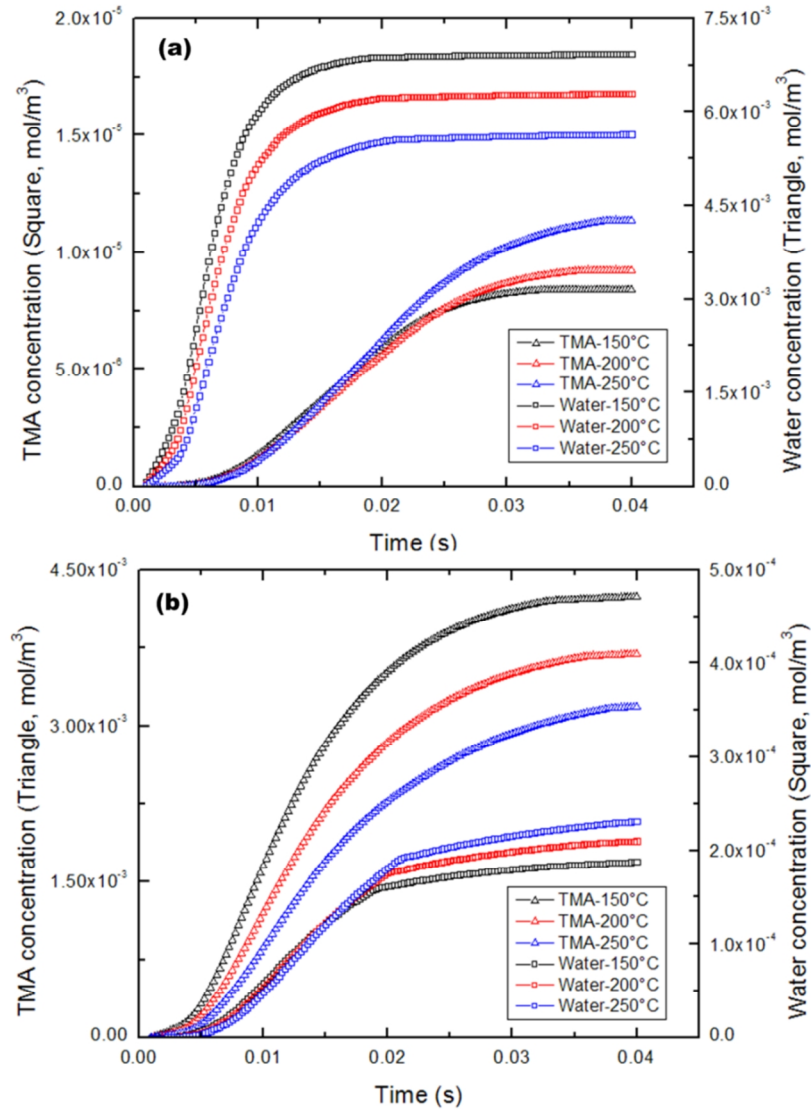 (a)
TMA concentration (Square, mol/m³)
2.0x10⁻⁵
1.5x10⁻⁵
1.0x10⁻⁵
5.0x10⁻⁶
0.0
Water concentration (Triangle, mol/m³)
7.5x10⁻³
6.0x10⁻³
4.5x10⁻³
3.0x10⁻³
1.5x10⁻³
0.0
TMA-150°C
TMA-200°C
TMA-250°C
Water-150°C
Water-200°C
Water-250°C
0.00 0.01 0.02 0.03 0.04
Time (s)
(b)
TMA concentration (Triangle, mol/m³)
4.50x10⁻³
3.00x10⁻³
1.50x10⁻³
0.00
Water concentration (Square, mol/m³)
5.0x10⁻⁴
4.0x10⁻⁴
3.0x10⁻⁴
2.0x10⁻⁴
1.0x10⁻⁴
0.0
TMA-150°C
TMA-200°C
TMA-250°C
Water-150°C
Water-200°C
Water-250°C
0.00 0.01 0.02 0.03 0.04
Time (s)